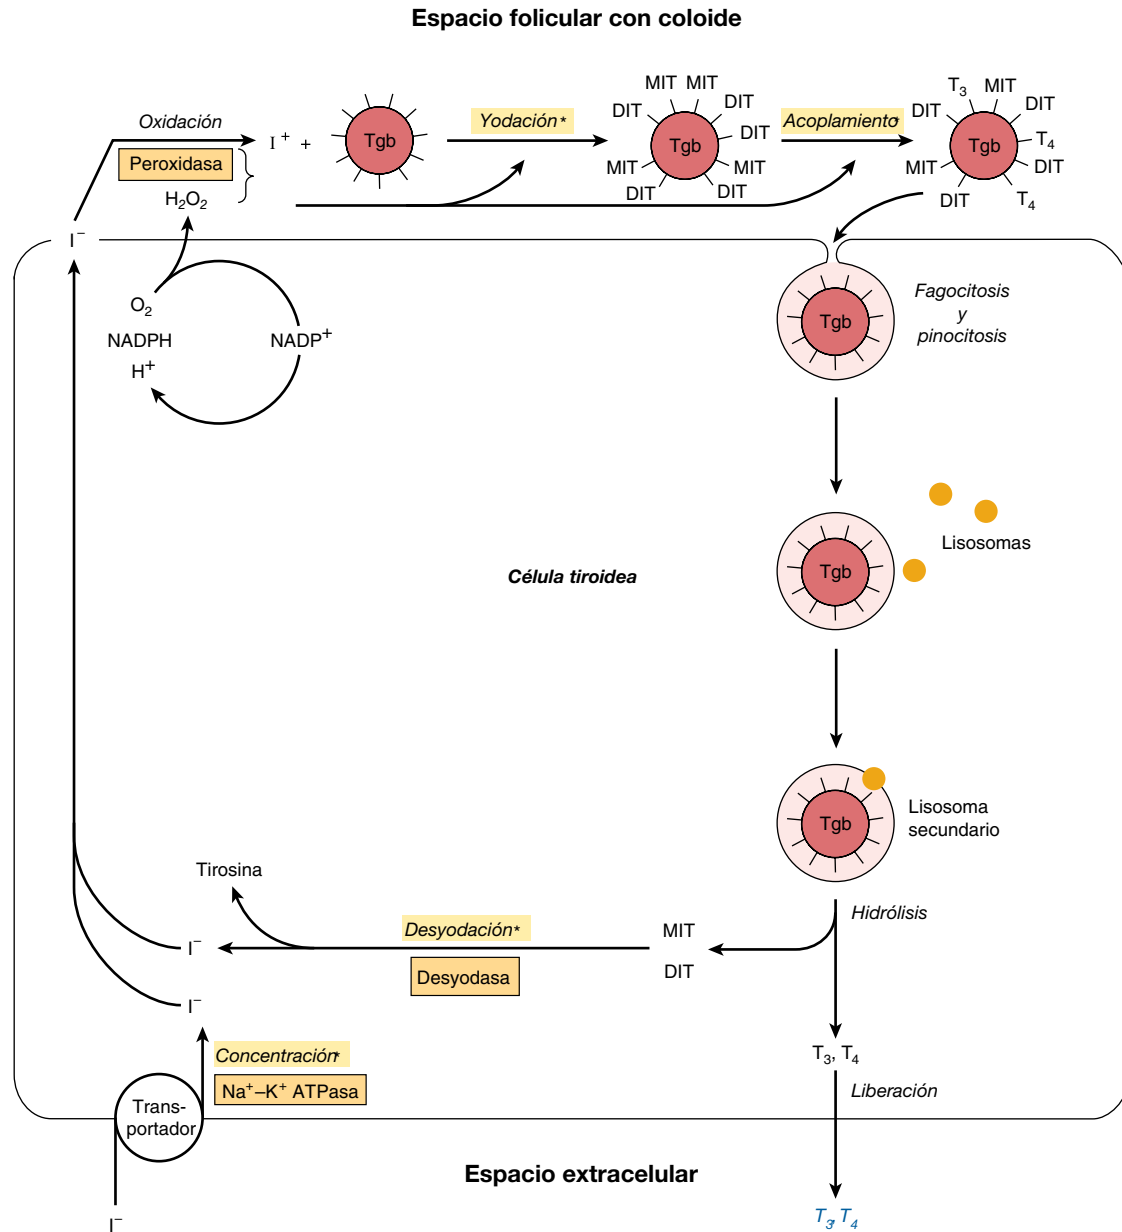 Espacio folicular con coloide
Oxidación
Peroxidasa
H₂O₂
I⁺ +
Tgb
Yodación*
MIT MIT
DIT DIT
DIT
Tgb
MIT MIT
DIT DIT
Acoplamiento*
T₃ MIT
DIT DIT
Tgb T₄
MIT DIT
DIT T₄
I⁻
O₂
NADPH
H⁺
NADP⁺
Tgb
Fagocitosis
y
pinocitosis
Tgb
Lisosomas
Célula tiroidea
Tgb
Lisosoma
secundario
Hidrólisis
Tirosina
Desyodación*
Desyodasa
MIT
DIT
I⁻
I⁻
Concentración*
Na⁺–K⁺ ATPasa
Trans-
portador
T₃, T₄
Liberación
Espacio extracelular
I⁻
T₃, T₄